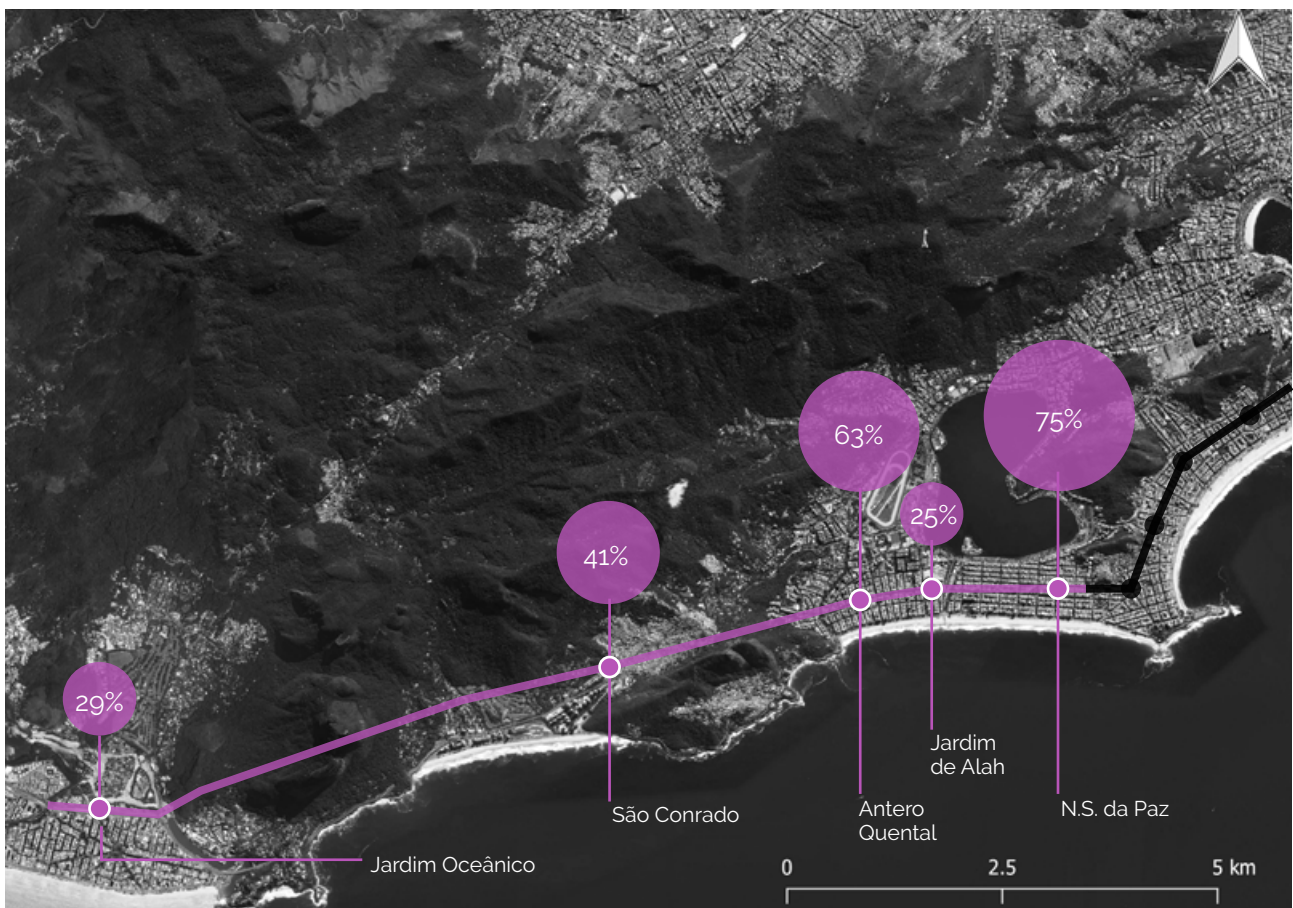 75%
63%
25%
41%
29%
Jardim
de Alah
São Conrado
Antero
Quental
N.S. da Paz
Jardim Oceânico
0
2.5
5 km